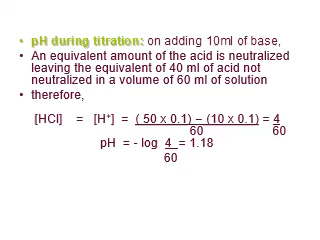 • pH during titration: on adding 10ml of base,
• An equivalent amount of the acid is neutralized
leaving the equivalent of 40 ml of acid not
neutralized in a volume of 60 ml of solution
• therefore,
[HCl] = [H⁺] = ( 50 x 0.1) – (10 x 0.1) = 4
60 60
pH = - log 4 = 1.18
60